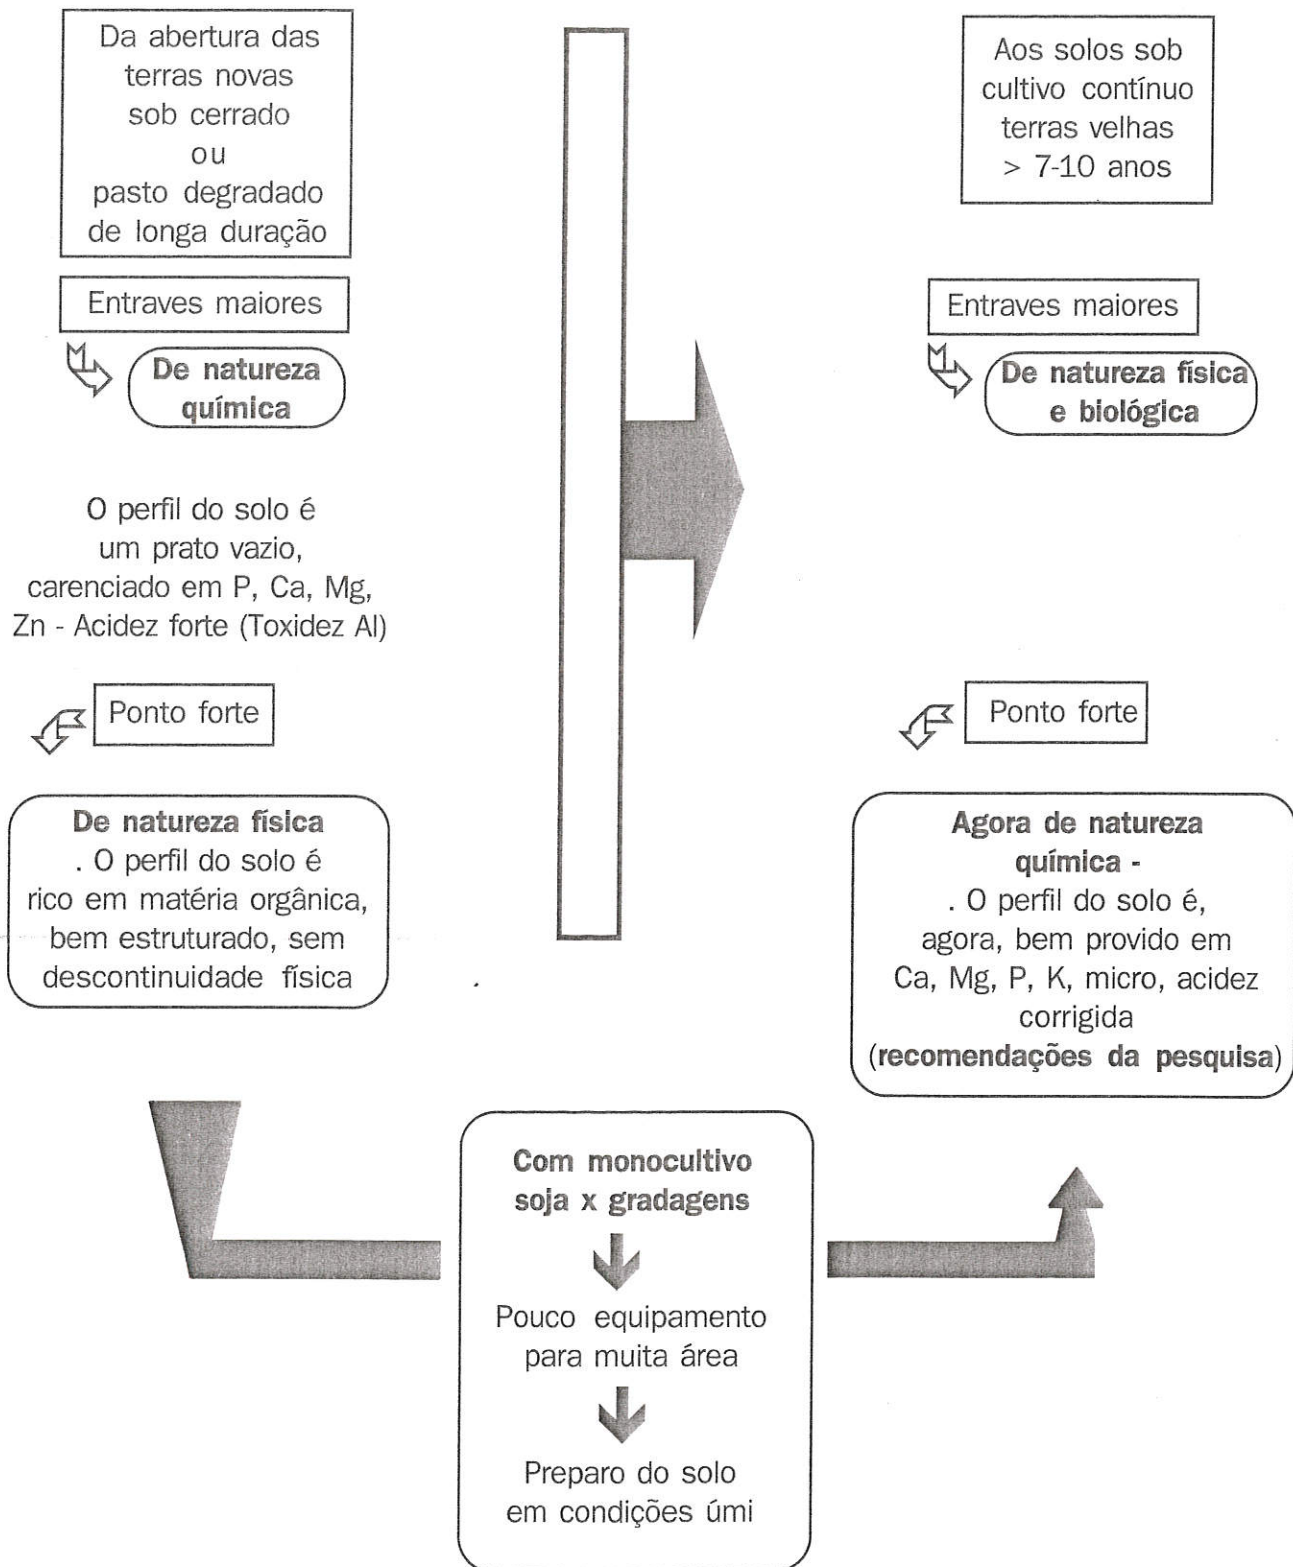 Da abertura das
terras novas
sob cerrado
ou
pasto degradado
de longa duração
Entraves maiores
De natureza
química
O perfil do solo é
um prato vazio,
carenciado em P, Ca, Mg,
Zn - Acidez forte (Toxidez Al)
Ponto forte
De natureza física
. O perfil do solo é
rico em matéria orgânica,
bem estruturado, sem
descontinuidade física
Aos solos sob
cultivo contínuo
terras velhas
> 7-10 anos
Entraves maiores
De natureza física
e biológica
Ponto forte
Agora de natureza
química -
. O perfil do solo é,
agora, bem provido em
Ca, Mg, P, K, micro, acidez
corrigida
(recomendações da pesquisa)
Com monocultivo
soja x gradagens
Pouco equipamento
para muita área
Preparo do solo
em condições úmi